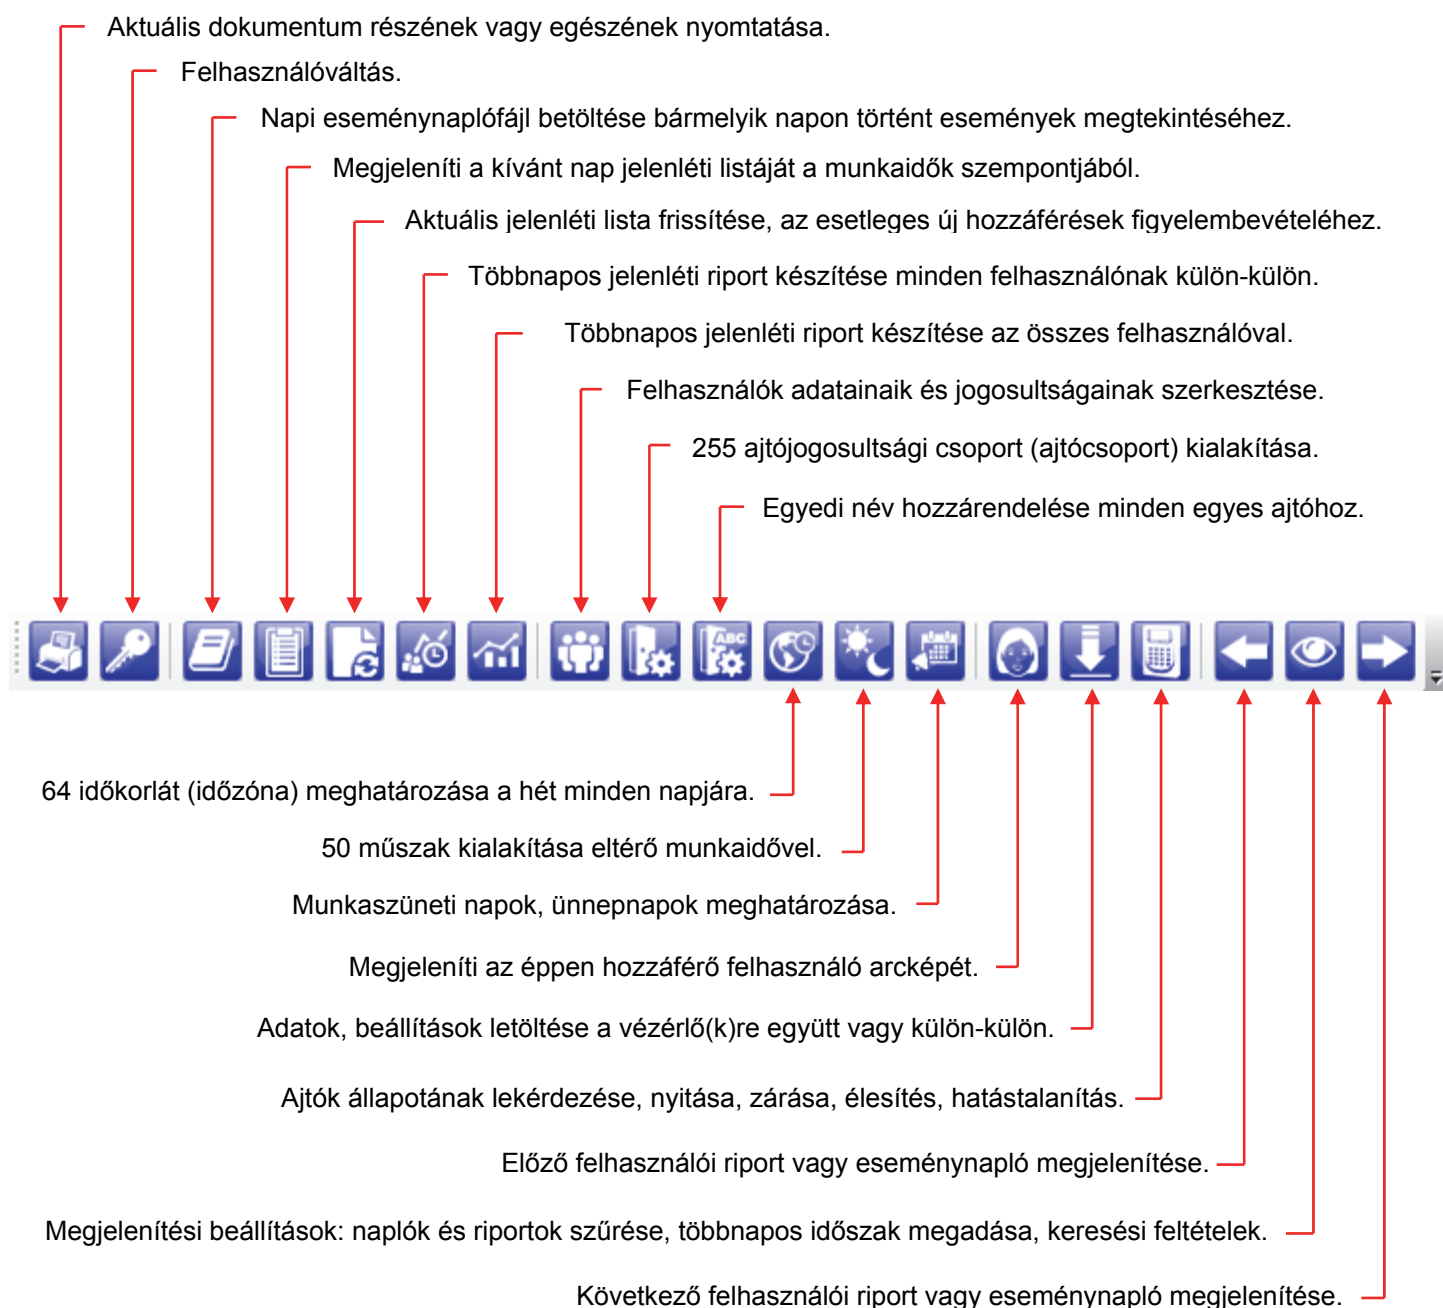 Aktuális dokumentum részének vagy egészének nyomtatása.
Felhasználóváltás.
Napi eseménynaplófájl betöltése bármelyik napon történt események megtekintéséhez.
Megjeleníti a kívánt nap jelenléti listáját a munkaidők szempontjából.
Aktuális jelenléti lista frissítése, az esetleges új hozzáférések figyelembevételéhez.
Többnapos jelenléti riport készítése minden felhasználónak külön-külön.
Többnapos jelenléti riport készítése az összes felhasználóval.
Felhasználók adatainaik és jogosultságainak szerkesztése.
255 ajtójogosultsági csoport (ajtócsoport) kialakítása.
Egyedi név hozzárendelése minden egyes ajtóhoz.
ABC
64 időkorlát (időzóna) meghatározása a hét minden napjára.
50 műszak kialakítása eltérő munkaidővel.
Munkaszüneti napok, ünnepnapok meghatározása.
Megjeleníti az éppen hozzáférő felhasználó arcképét.
Adatok, beállítások letöltése a vézérlő(k)re együtt vagy külön-külön.
Ajtók állapotának lekérdezése, nyitása, zárása, élesítés, hatástalanítás.
Előző felhasználói riport vagy eseménynapló megjelenítése.
Megjelenítési beállítások: naplók és riportok szűrése, többnapos időszak megadása, keresési feltételek.
Következő felhasználói riport vagy eseménynapló megjelenítése.